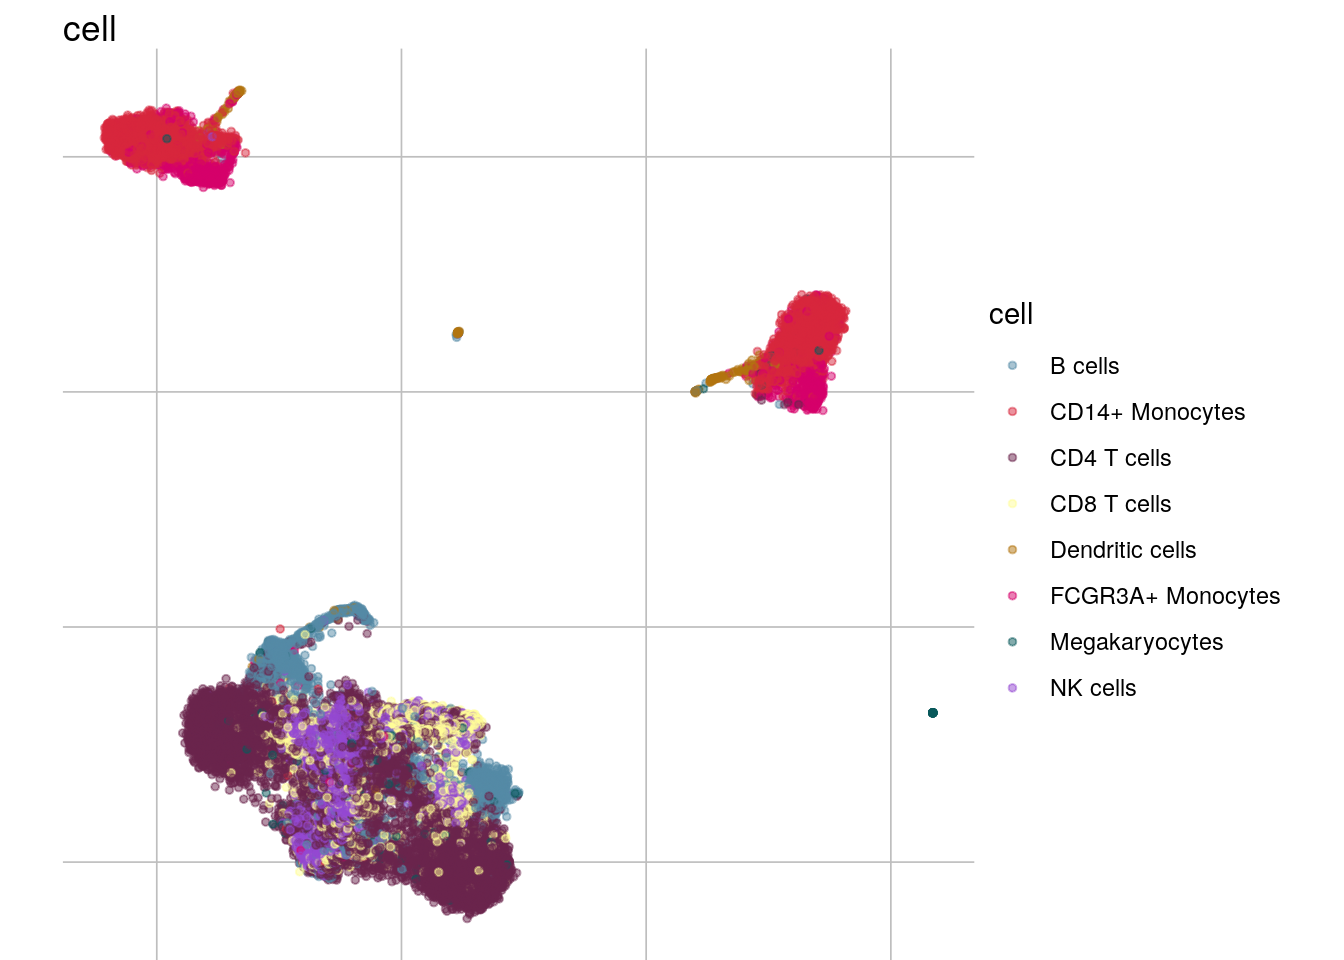 cell
cell
B cells
CD14+ Monocytes
CD4 T cells
CD8 T cells
Dendritic cells
FCGR3A+ Monocytes
Megakaryocytes
NK cells